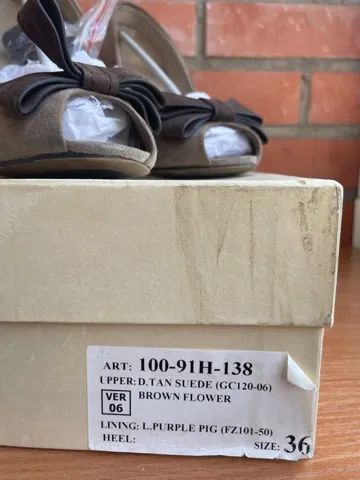 ART: 100-91H-138
UPPER: D.TAN SUEDE (GC120-06)
VER 06 BROWN FLOWER
LINING: L.PURPLE PIG (FZ101-50)
HEEL: SIZE: 36